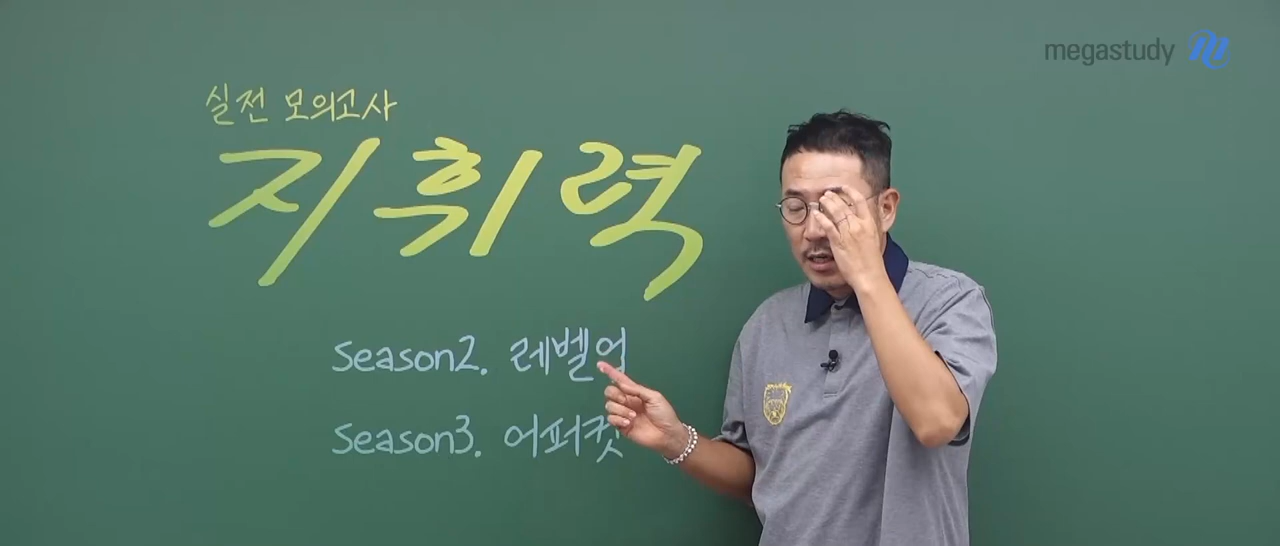 megastudy
실전 모의고사
지휘력
season2. 레벨업
season3. 어퍼컷